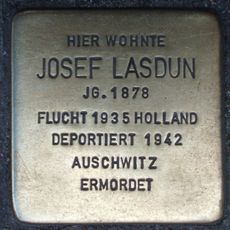 HIER WOHNTE
JOSEF LASDUN
JG. 1878
FLUCHT 1935 HOLLAND
DEPORTIERT 1942
AUSCHWITZ
ERMORDET